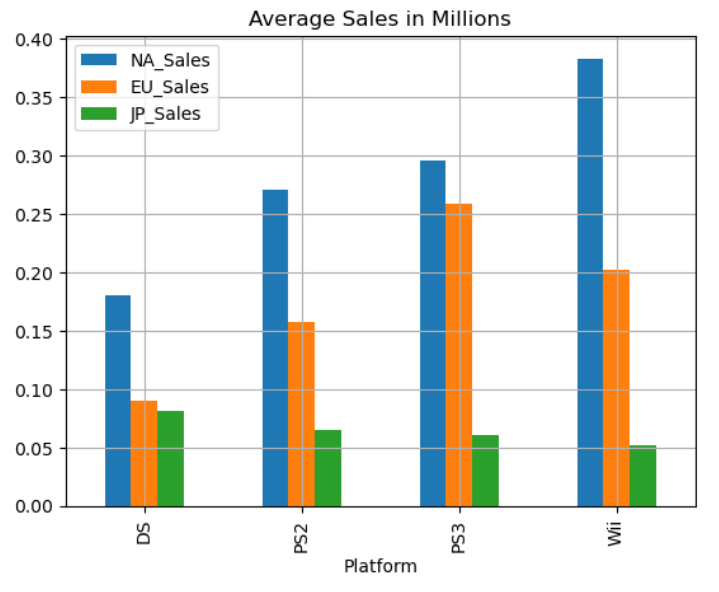 Average Sales in Millions
NA_Sales
EU_Sales
JP_Sales
0.40
0.35
0.30
0.25
0.20
0.15
0.10
0.05
0.00
DS
PS2
PS3
Wii
Platform